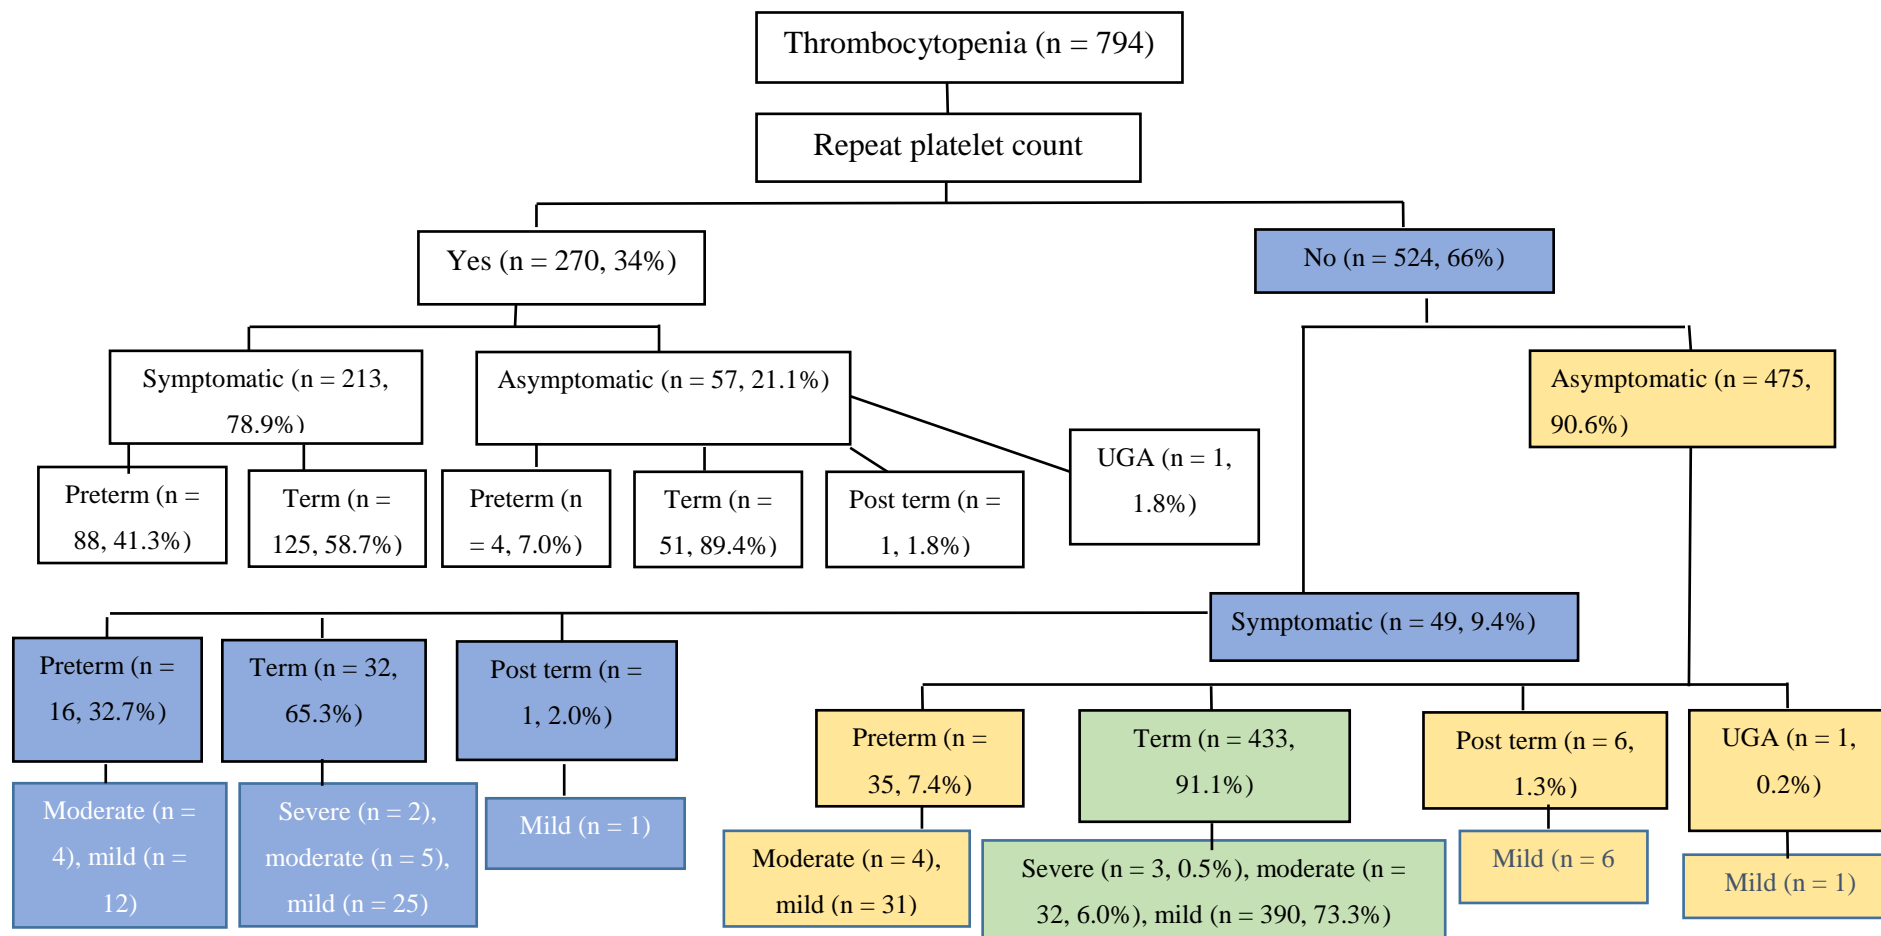 Thrombocytopenia (n = 794)
Repeat platelet count
Yes (n = 270, 34%)
No (n = 524, 66%)
Symptomatic (n = 213,
78.9%)
Asymptomatic (n = 57, 21.1%)
Asymptomatic (n = 475,
90.6%)
Preterm (n =
88, 41.3%)
Term (n =
125, 58.7%)
Preterm (n
= 4, 7.0%)
Term (n =
51, 89.4%)
Post term (n =
1, 1.8%)
UGA (n = 1,
1.8%)
Symptomatic (n = 49, 9.4%)
Preterm (n =
16, 32.7%)
Term (n = 32,
65.3%)
Post term (n =
1, 2.0%)
Moderate (n =
4), mild (n =
12)
Severe (n = 2),
moderate (n = 5),
mild (n = 25)
Mild (n = 1)
Preterm (n =
35, 7.4%)
Term (n = 433,
91.1%)
Post term (n = 6,
1.3%)
UGA (n = 1,
0.2%)
Moderate (n = 4),
mild (n = 31)
Severe (n = 3, 0.5%), moderate (n =
32, 6.0%), mild (n = 390, 73.3%)
Mild (n = 6
Mild (n = 1)